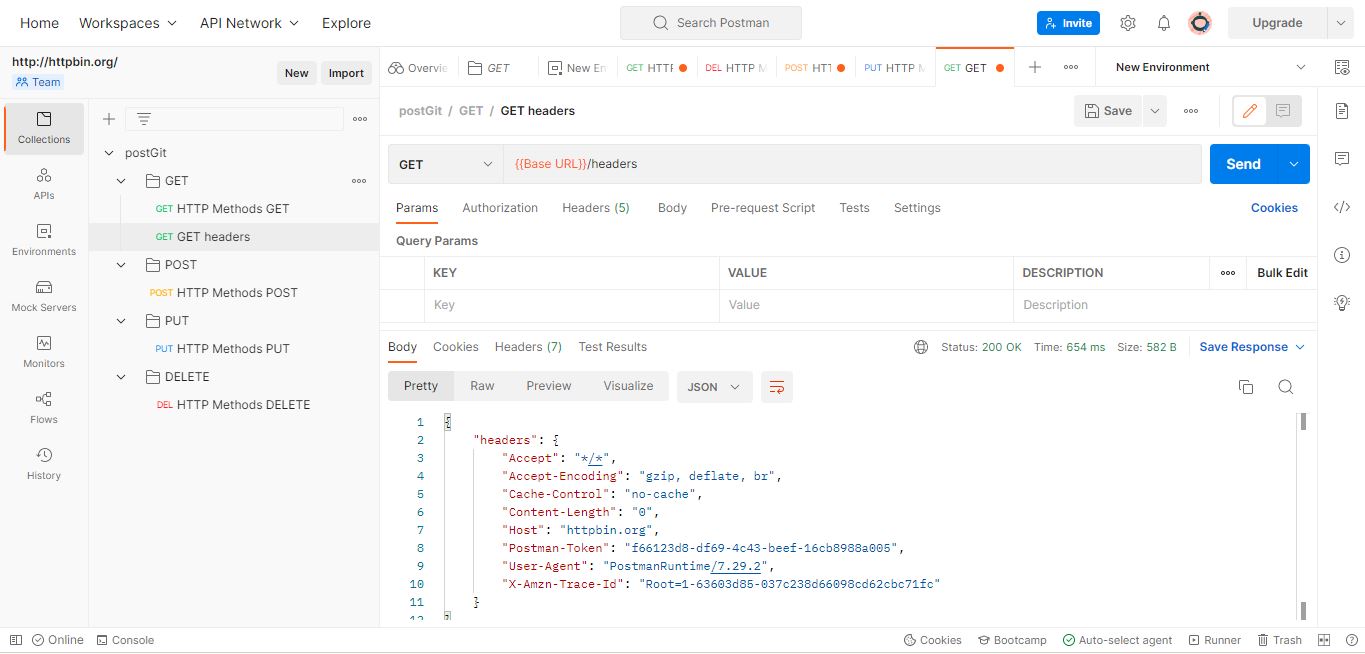 Home Workspaces API Network Explore Search Postman Invite Upgrade
http://httpbin.org/
Team
New Import
Overvie GET New En GET HTTF DEL HTTP M POST HTT PUT HTTP M GET GET New Environment
postGit / GET / GET headers Save
Collections
APIs
Environments
Mock Servers
Monitors
Flows
History
postGit
GET
GET HTTP Methods GET
GET GET headers
POST
POST HTTP Methods POST
PUT
PUT HTTP Methods PUT
DELETE
DEL HTTP Methods DELETE
GET {{Base URL}}/headers Send
Params Authorization Headers (5) Body Pre-request Script Tests Settings Cookies
Query Params
KEY VALUE DESCRIPTION Bulk Edit
Key Value Description
Body Cookies Headers (7) Test Results Status: 200 OK Time: 654 ms Size: 582 B Save Response
Pretty Raw Preview Visualize JSON
1 {
2 "headers": {
3 "Accept": "*/*",
4 "Accept-Encoding": "gzip, deflate, br",
5 "Cache-Control": "no-cache",
6 "Content-Length": "0",
7 "Host": "httpbin.org",
8 "Postman-Token": "f66123d8-df69-4c43-beef-16cb8988a005",
9 "User-Agent": "PostmanRuntime/7.29.2",
10 "X-Amzn-Trace-Id": "Root=1-63603d85-037c238d66098cd62cbc71fc"
11 }
12 }
Online Console Cookies Bootcamp Auto-select agent Runner Trash